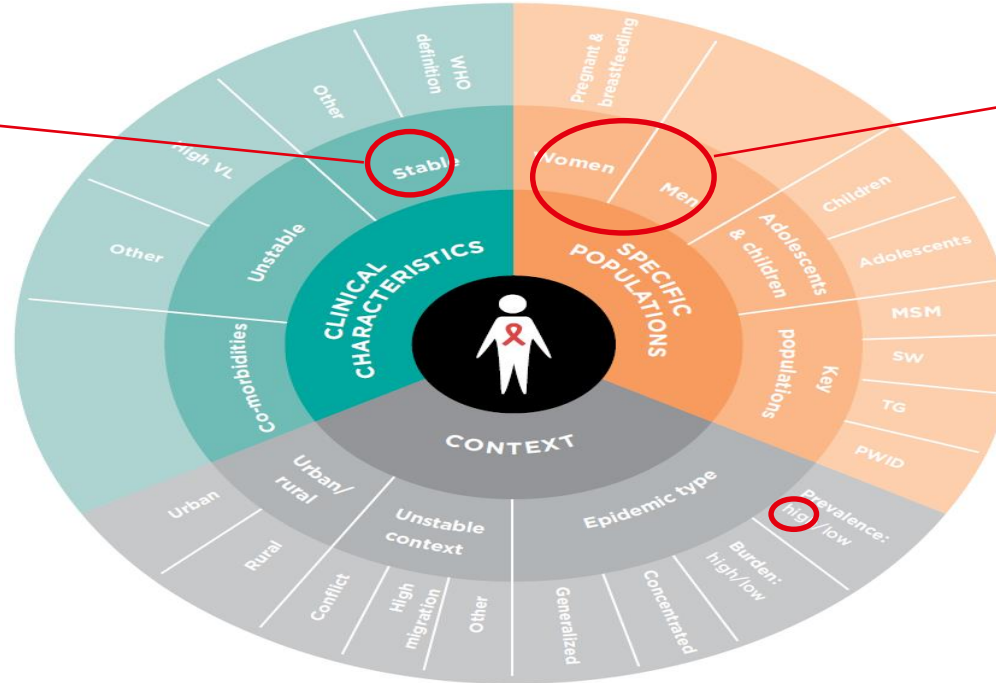 CLINICAL
CHARACTERISTICS
Stable
WHO
definition
Other
Unstable
High VL
Other
Co-morbidities
SPECIFIC
POPULATIONS
Women
Pregnant &
breastfeeding
Men
Adolescents
& children
Children
Adolescents
Key
populations
MSM
SW
TG
PWID
CONTEXT
Urban/
rural
Urban
Rural
Unstable
context
Conflict
High
migration
Other
Epidemic type
Generalized
Concentrated
Burden:
high/low
Prevalence:
high/low